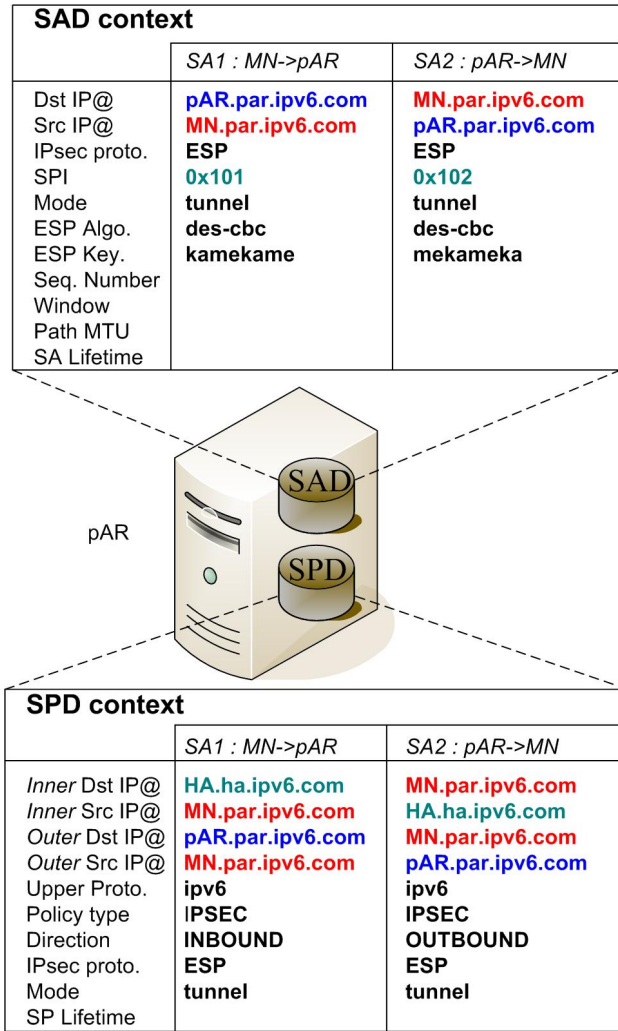 SAD context
SA1 : MN->pAR SA2 : pAR->MN
Dst IP@ pAR.par.ipv6.com MN.par.ipv6.com
Src IP@ MN.par.ipv6.com pAR.par.ipv6.com
IPsec proto. ESP ESP
SPI 0x101 0x102
Mode tunnel tunnel
ESP Algo. des-cbc des-cbc
ESP Key. kamekame mekameka
Seq. Number
Window
Path MTU
SA Lifetime
SAD
pAR
SPD
SPD context
SA1 : MN->pAR SA2 : pAR->MN
Inner Dst IP@ HA.ha.ipv6.com MN.par.ipv6.com
Inner Src IP@ MN.par.ipv6.com HA.ha.ipv6.com
Outer Dst IP@ pAR.par.ipv6.com MN.par.ipv6.com
Outer Src IP@ MN.par.ipv6.com pAR.par.ipv6.com
Upper Proto. ipv6 ipv6
Policy type IPSEC IPSEC
Direction INBOUND OUTBOUND
IPsec proto. ESP ESP
Mode tunnel tunnel
SP Lifetime